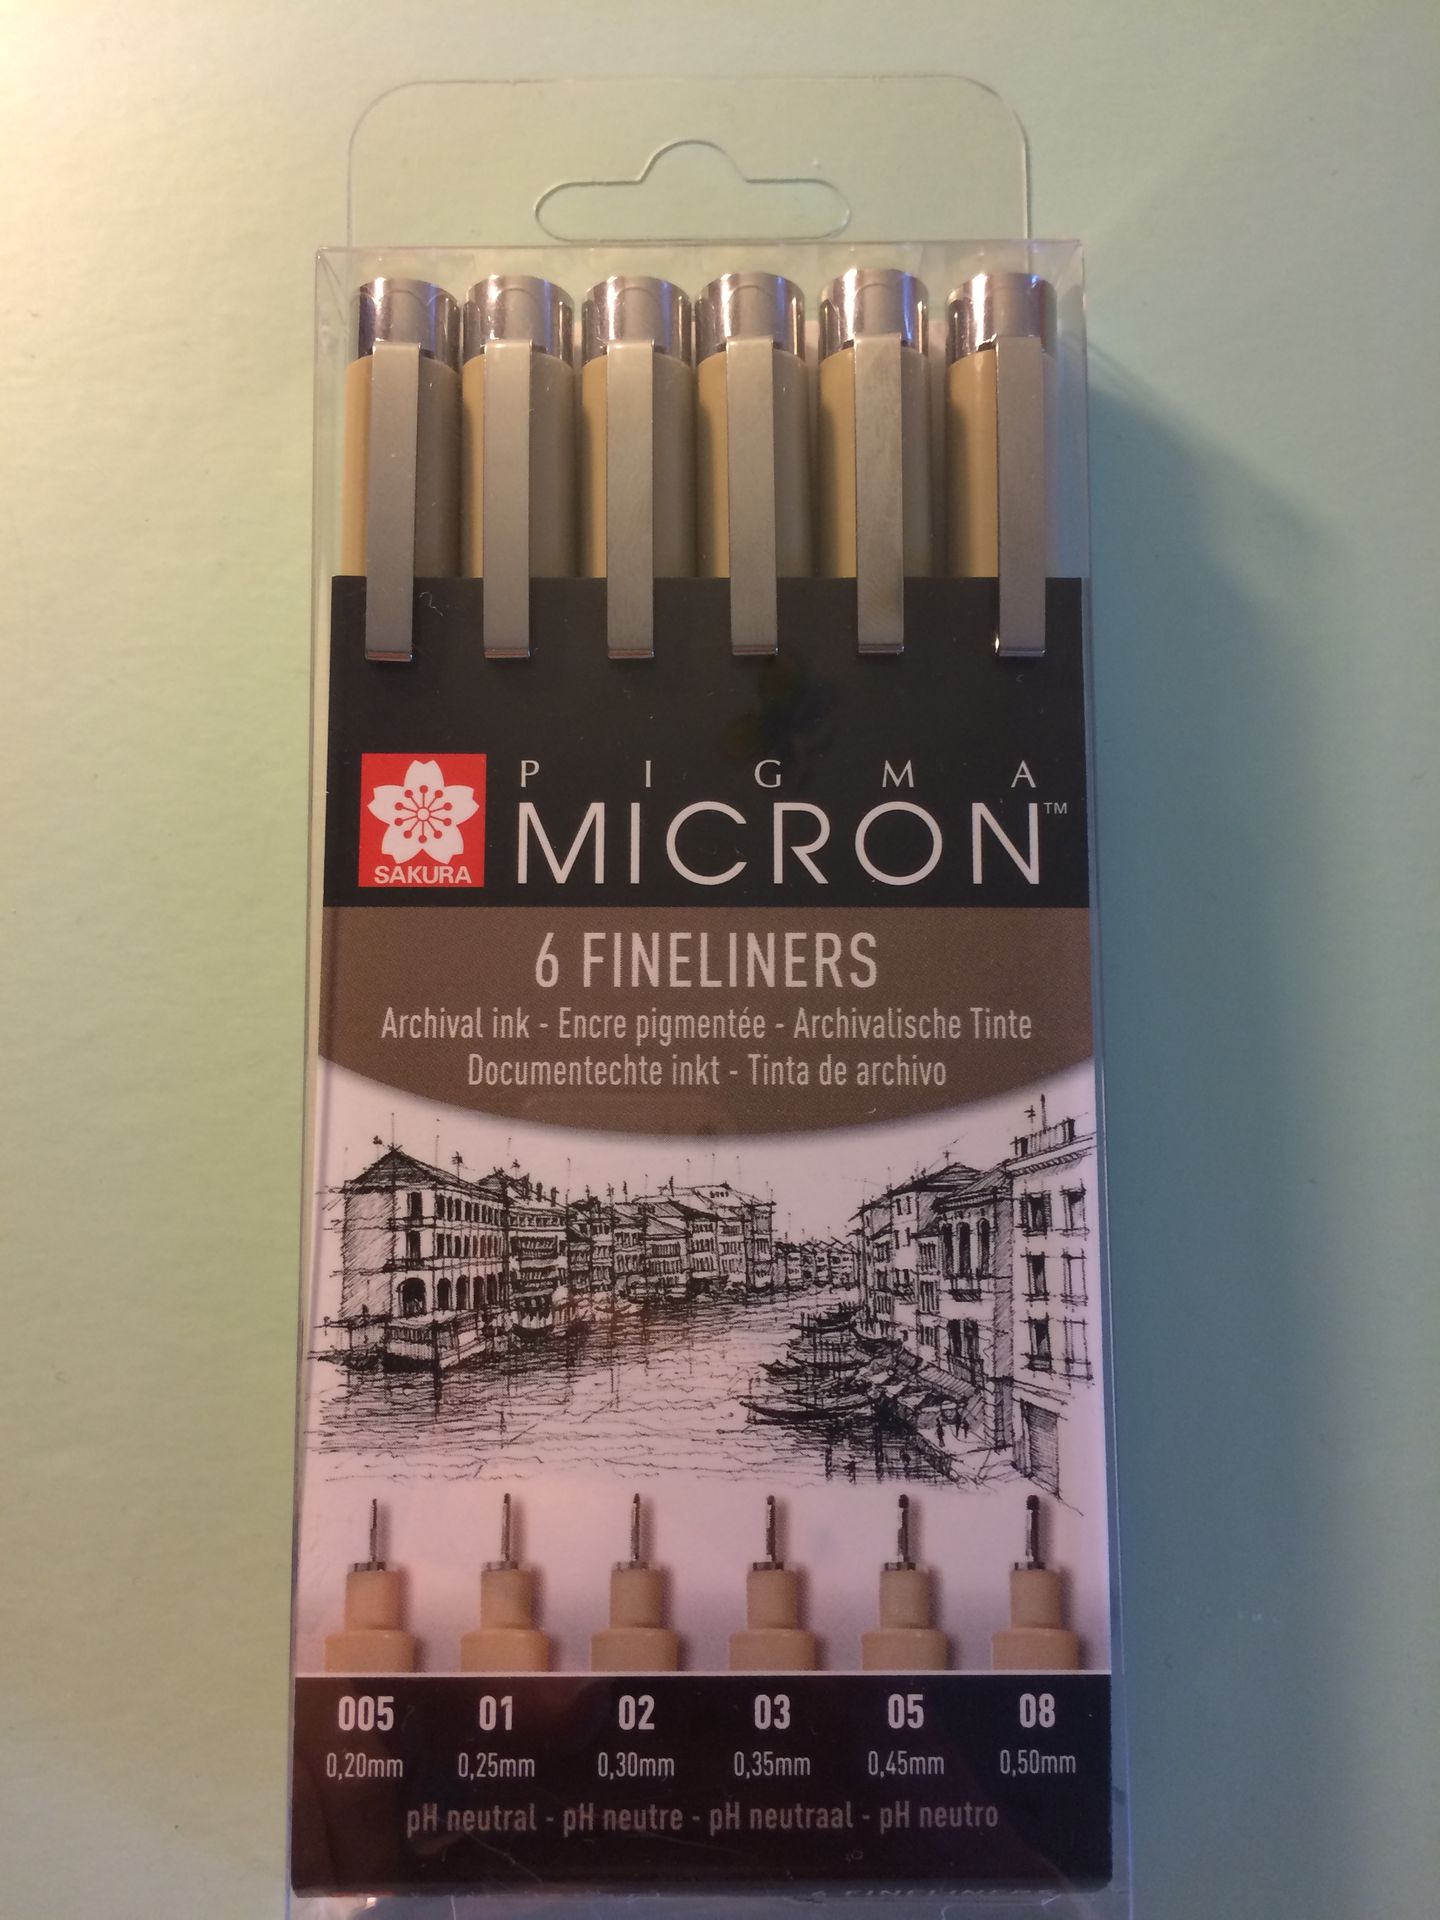 PIGMA
MICRON™
SAKURA
6 FINELINERS
Archival ink - Encre pigmentée - Archivalische Tinte
Documentechte inkt - Tinta de archivo
005 01 02 03 05 08
0,20mm 0,25mm 0,30mm 0,35mm 0,45mm 0,50mm
pH neutral - pH neutre - pH neutraal - pH neutro
6 FINELINERS